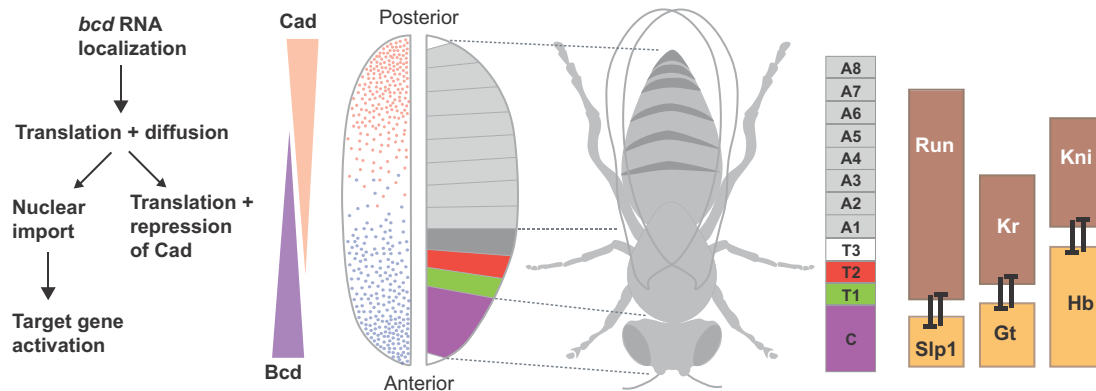 bcd RNA
localization
Translation + diffusion
Nuclear
import
Translation +
repression
of Cad
Target gene
activation
Cad
Bcd
Posterior
Anterior
A8
A7
A6
A5
A4
A3
A2
A1
T3
T2
T1
C
Run
Slp1
Kr
Gt
Kni
Hb